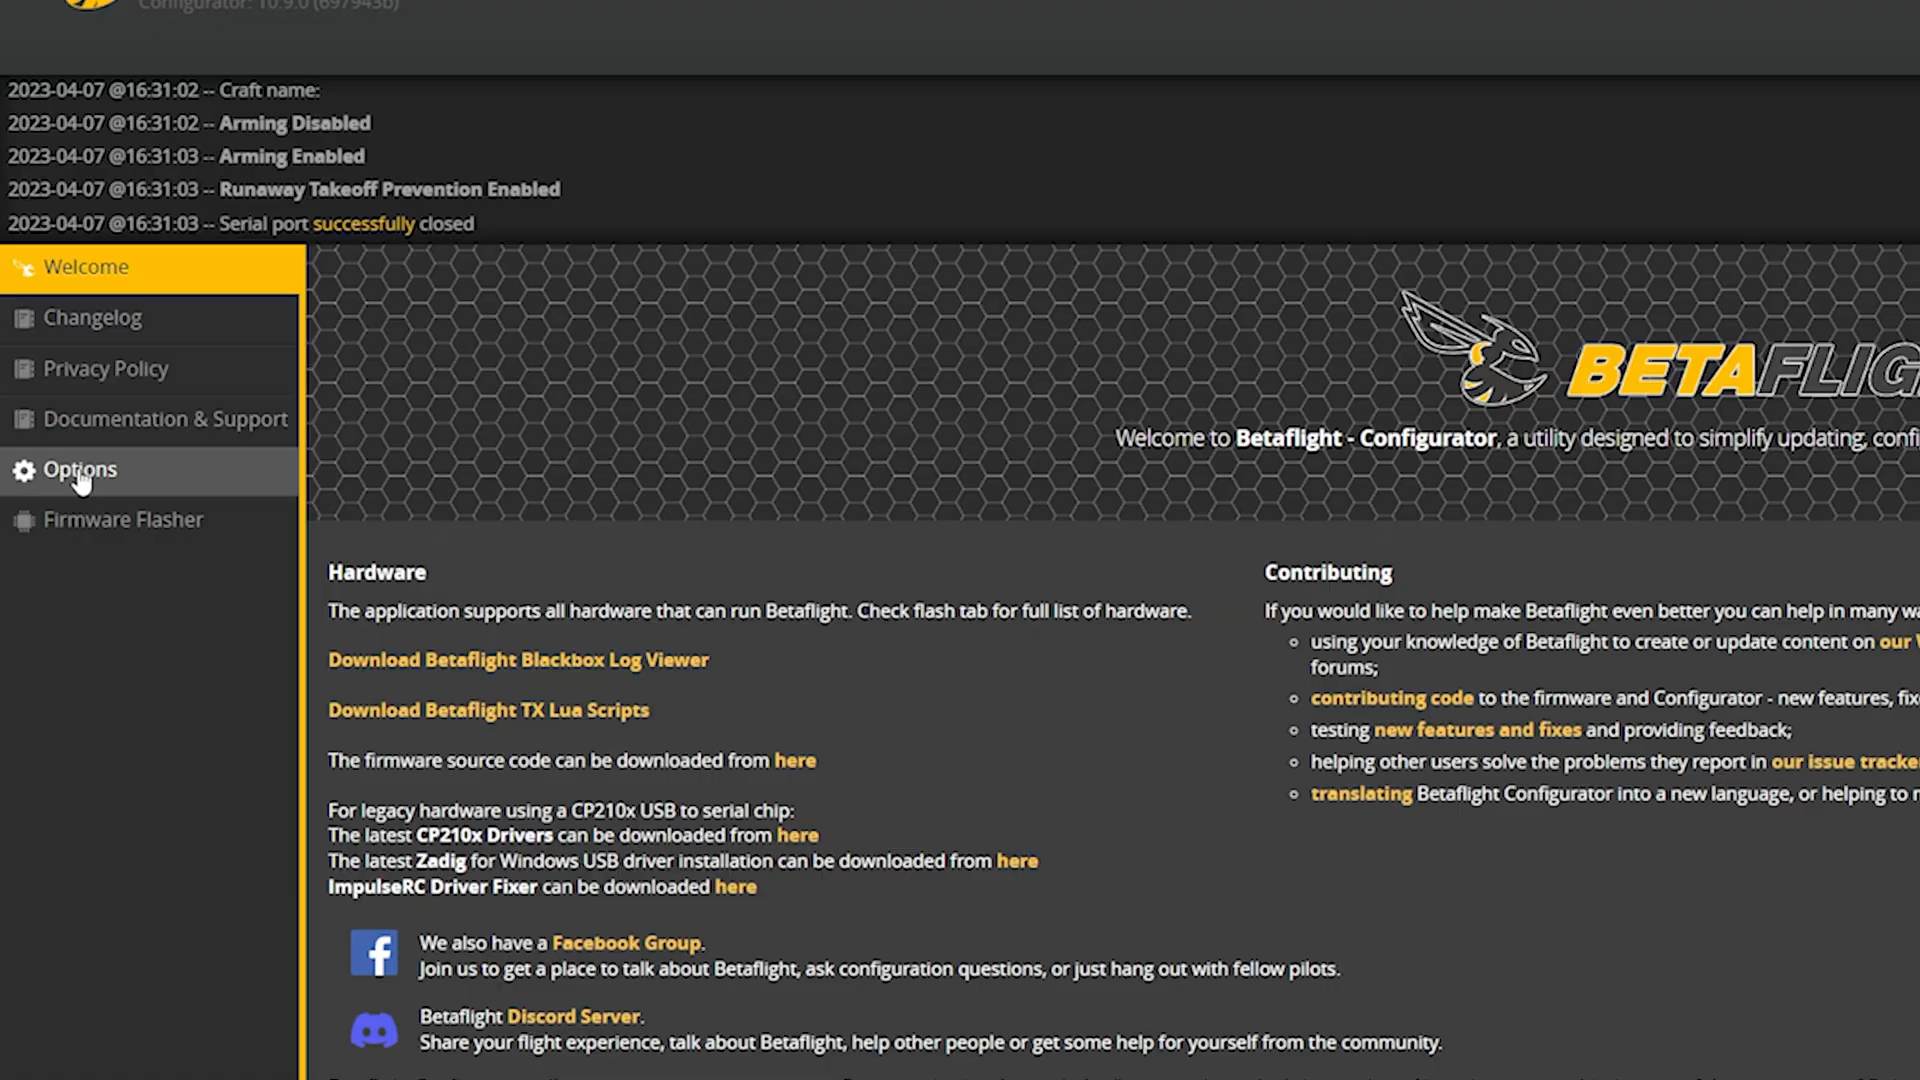 Configurator: 10.9.0 (697943b)
2023-04-07 @16:31:02 -- Craft name:
2023-04-07 @16:31:02 -- Arming Disabled
2023-04-07 @16:31:03 -- Arming Enabled
2023-04-07 @16:31:03 -- Runaway Takeoff Prevention Enabled
2023-04-07 @16:31:03 -- Serial port successfully closed
Welcome
Changelog
Privacy Policy
Documentation & Support
Options
Firmware Flasher
BETAFLIG
Welcome to Betaflight - Configurator, a utility designed to simplify updating, confi
Hardware
The application supports all hardware that can run Betaflight. Check flash tab for full list of hardware.
Download Betaflight Blackbox Log Viewer
Download Betaflight TX Lua Scripts
The firmware source code can be downloaded from here
For legacy hardware using a CP210x USB to serial chip:
The latest CP210x Drivers can be downloaded from here
The latest Zadig for Windows USB driver installation can be downloaded from here
ImpulseRC Driver Fixer can be downloaded here
We also have a Facebook Group.
Join us to get a place to talk about Betaflight, ask configuration questions, or just hang out with fellow pilots.
Betaflight Discord Server.
Share your flight experience, talk about Betaflight, help other people or get some help for yourself from the community.
Contributing
If you would like to help make Betaflight even better you can help in many wa
using your knowledge of Betaflight to create or update content on our
forums;
contributing code to the firmware and Configurator - new features, fixe
testing new features and fixes and providing feedback;
helping other users solve the problems they report in our issue tracke
translating Betaflight Configurator into a new language, or helping to